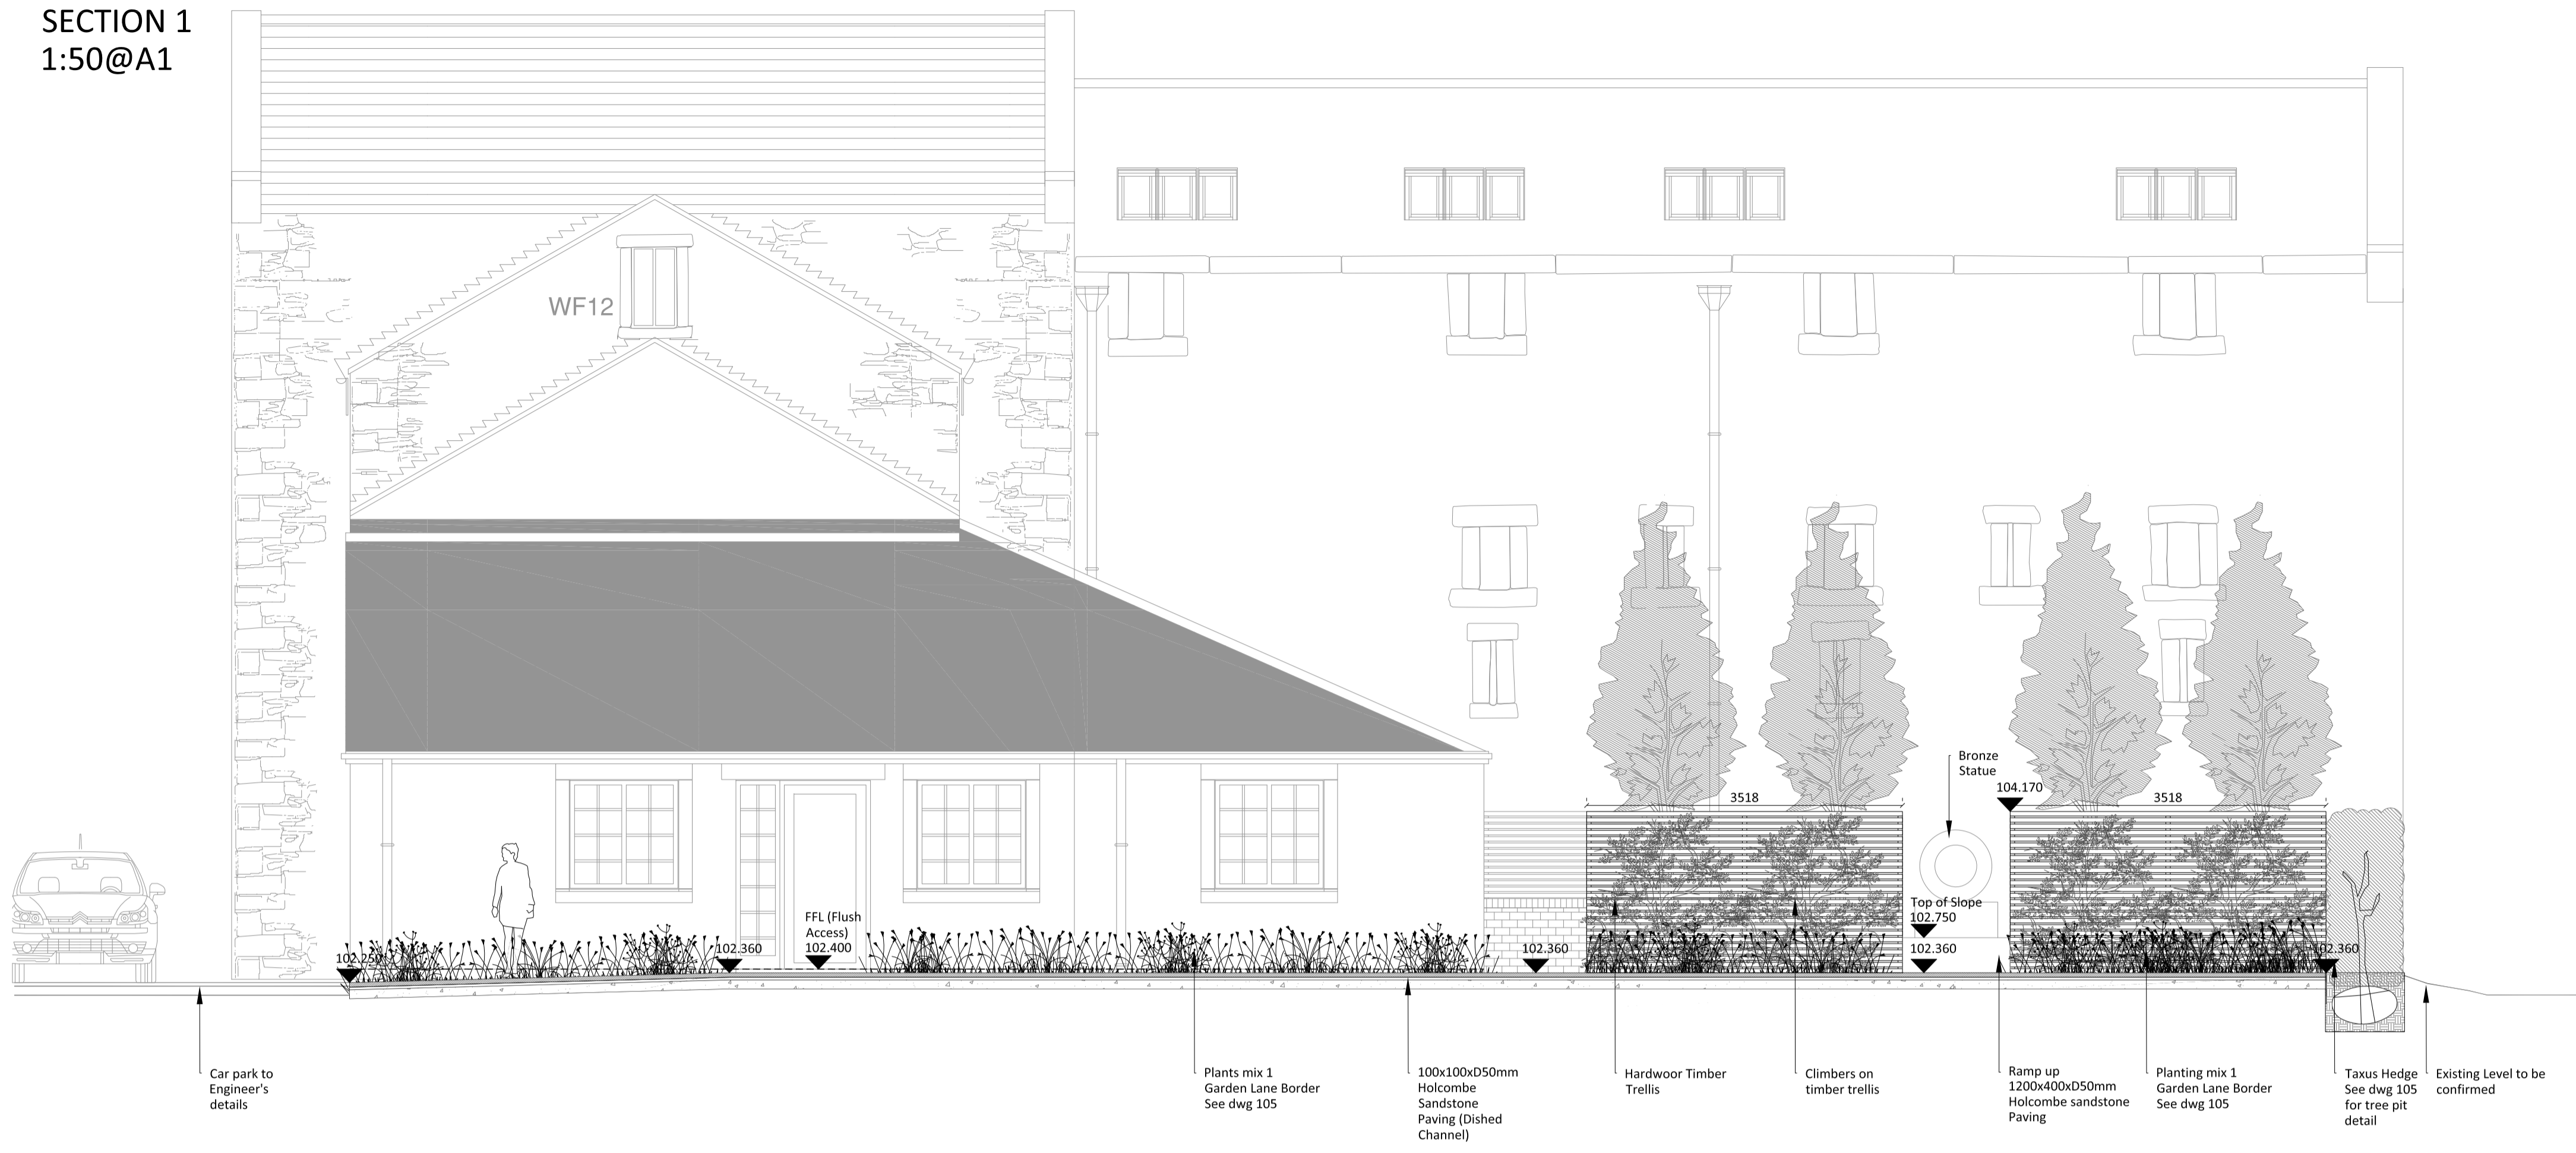 SECTION 1
1:50@A1
WF12
Bronze
Statue
104.170
3518
3518
Top of Slope
102.750
FFL (Flush
Access)
102.400
102.250
102.360
102.360
102.360
102.360
Car park to
Engineer's
details
Plants mix 1
Garden Lane Border
See dwg 105
100x100xD50mm
Holcombe
Sandstone
Paving (Dished
Channel)
Hardwoor Timber
Trellis
Climbers on
timber trellis
Ramp up
1200x400xD50mm
Holcombe sandstone
Paving
Planting mix 1
Garden Lane Border
See dwg 105
Taxus Hedge
See dwg 105
for tree pit
detail
Existing Level to be
confirmed